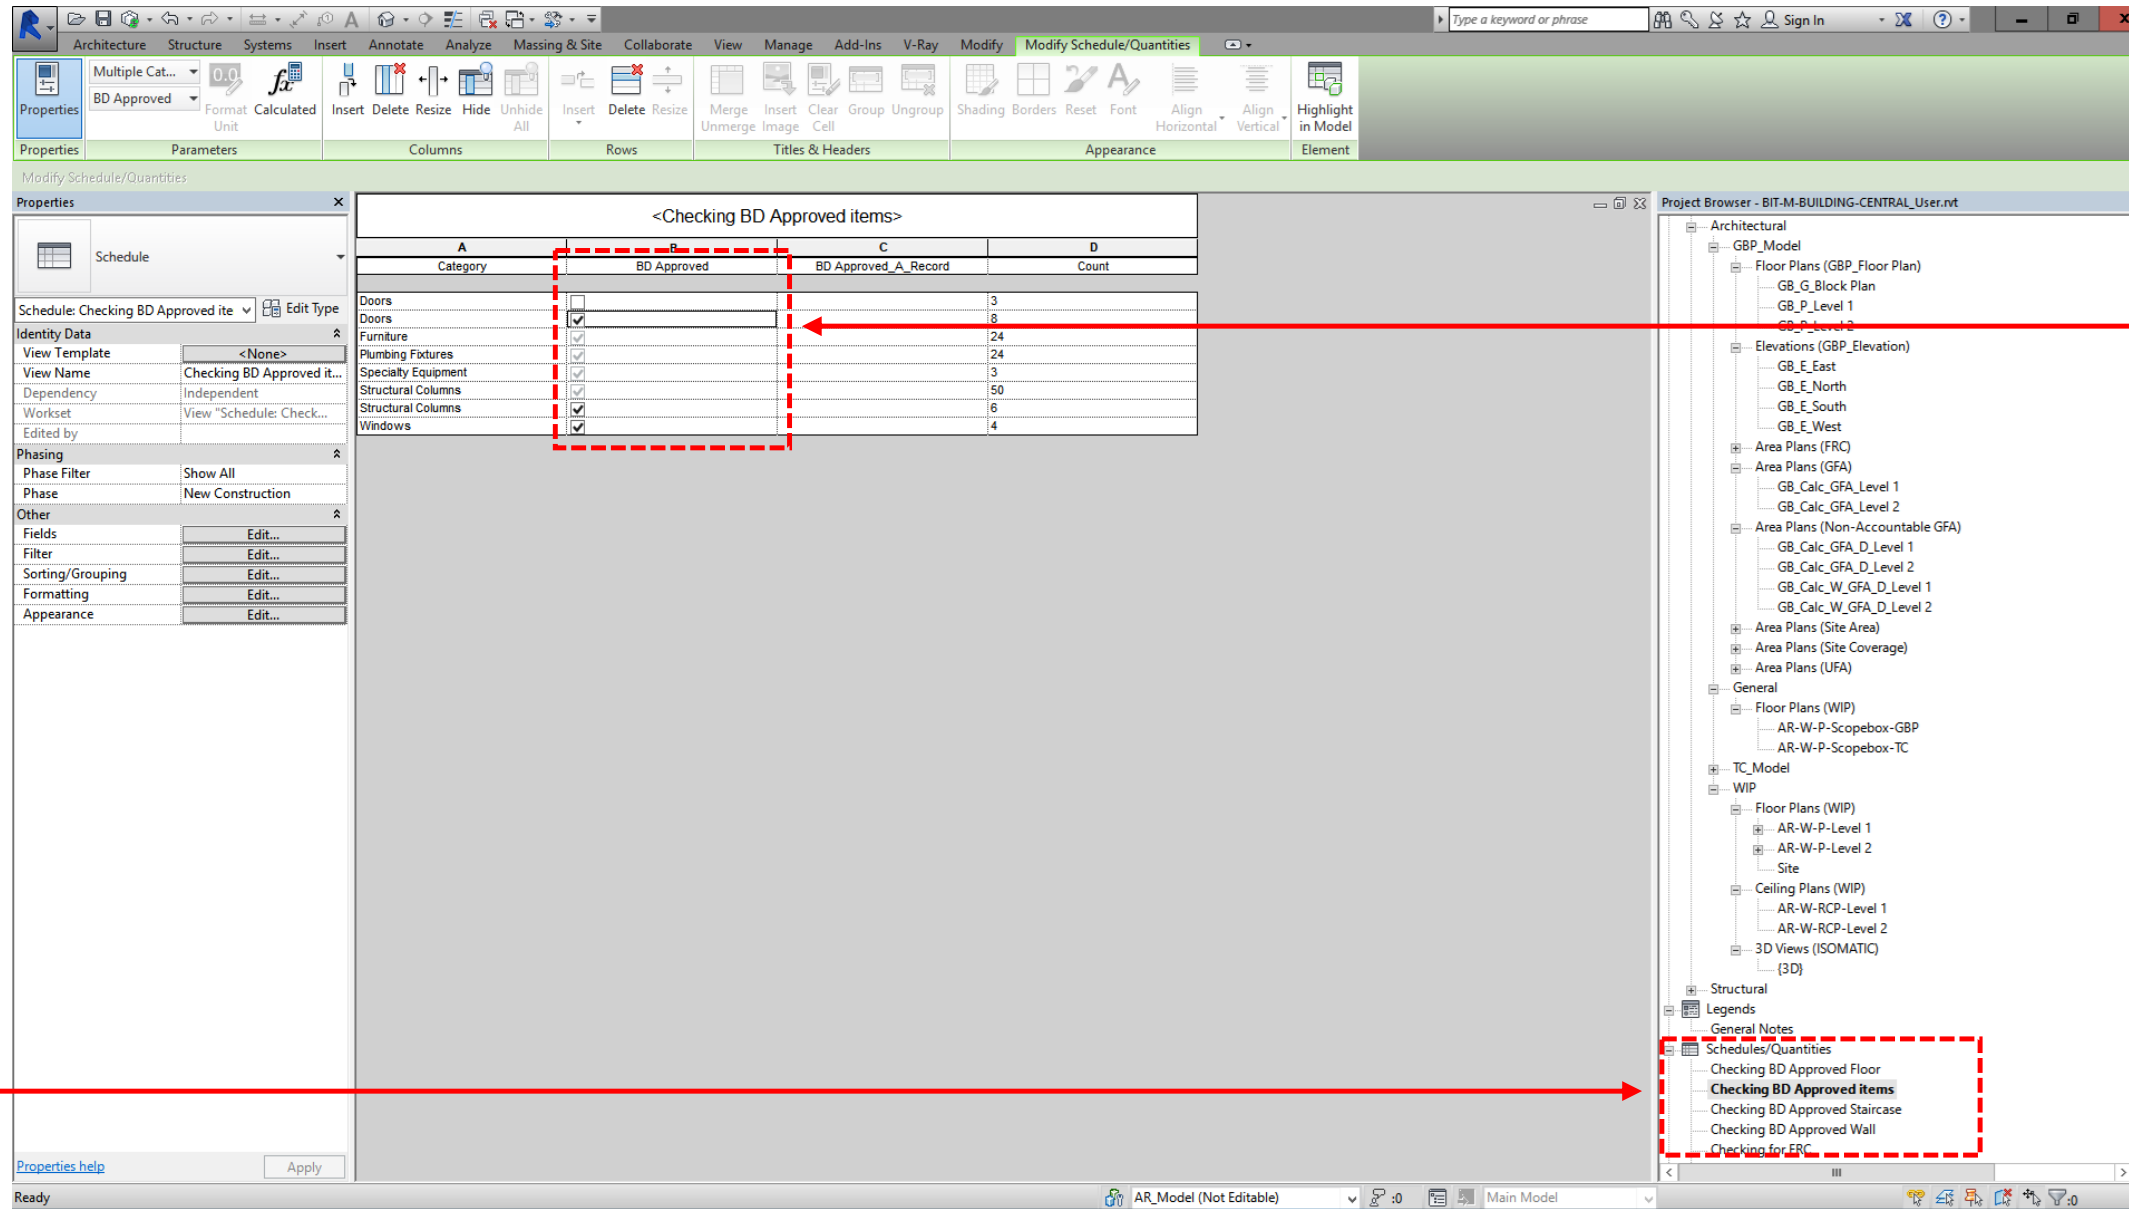 Type a keyword or phrase
Sign In
Architecture Structure Systems Insert Annotate Analyze Massing & Site Collaborate View Manage Add-Ins V-Ray Modify Modify Schedule/Quantities
Properties
Multiple Cat...
BD Approved
0.0
Format Unit
Calculated
Insert Delete Resize Hide Unhide All
Insert Delete Resize
Merge Unmerge
Insert Image
Clear Cell
Group Ungroup
Shading Borders Reset Font
Align Horizontal
Align Vertical
Highlight in Model
Properties Parameters Columns Rows Titles & Headers Appearance Element
Modify Schedule/Quantities
Properties
Schedule
Schedule: Checking BD Approved ite
Edit Type
Identity Data
View Template <None>
View Name Checking BD Approved it...
Dependency Independent
Workset View "Schedule: Check...
Edited by
Phasing
Phase Filter Show All
Phase New Construction
Other
Fields Edit...
Filter Edit...
Sorting/Grouping Edit...
Formatting Edit...
Appearance Edit...
Properties help
Apply
<Checking BD Approved items>
A B C D
Category BD Approved BD Approved_A_Record Count
Doors 3
Doors 8
Furniture 24
Plumbing Fixtures 24
Specialty Equipment 3
Structural Columns 50
Structural Columns 6
Windows 4
Project Browser - BIT-M-BUILDING-CENTRAL_User.rvt
Architectural
GBP_Model
Floor Plans (GBP_Floor Plan)
GB_G_Block Plan
GB_P_Level 1
GB_P_Level 2
Elevations (GBP_Elevation)
GB_E_East
GB_E_North
GB_E_South
GB_E_West
Area Plans (FRC)
Area Plans (GFA)
GB_Calc_GFA_Level 1
GB_Calc_GFA_Level 2
Area Plans (Non-Accountable GFA)
GB_Calc_GFA_D_Level 1
GB_Calc_GFA_D_Level 2
GB_Calc_W_GFA_D_Level 1
GB_Calc_W_GFA_D_Level 2
Area Plans (Site Area)
Area Plans (Site Coverage)
Area Plans (UFA)
General
Floor Plans (WIP)
AR-W-P-Scopebox-GBP
AR-W-P-Scopebox-TC
TC_Model
WIP
Floor Plans (WIP)
AR-W-P-Level 1
AR-W-P-Level 2
Site
Ceiling Plans (WIP)
AR-W-RCP-Level 1
AR-W-RCP-Level 2
3D Views (ISOMATIC)
{3D}
Structural
Legends
General Notes
Schedules/Quantities
Checking BD Approved Floor
Checking BD Approved items
Checking BD Approved Staircase
Checking BD Approved Wall
Checking for FRC
Ready
AR_Model (Not Editable)
:0
Main Model
:0